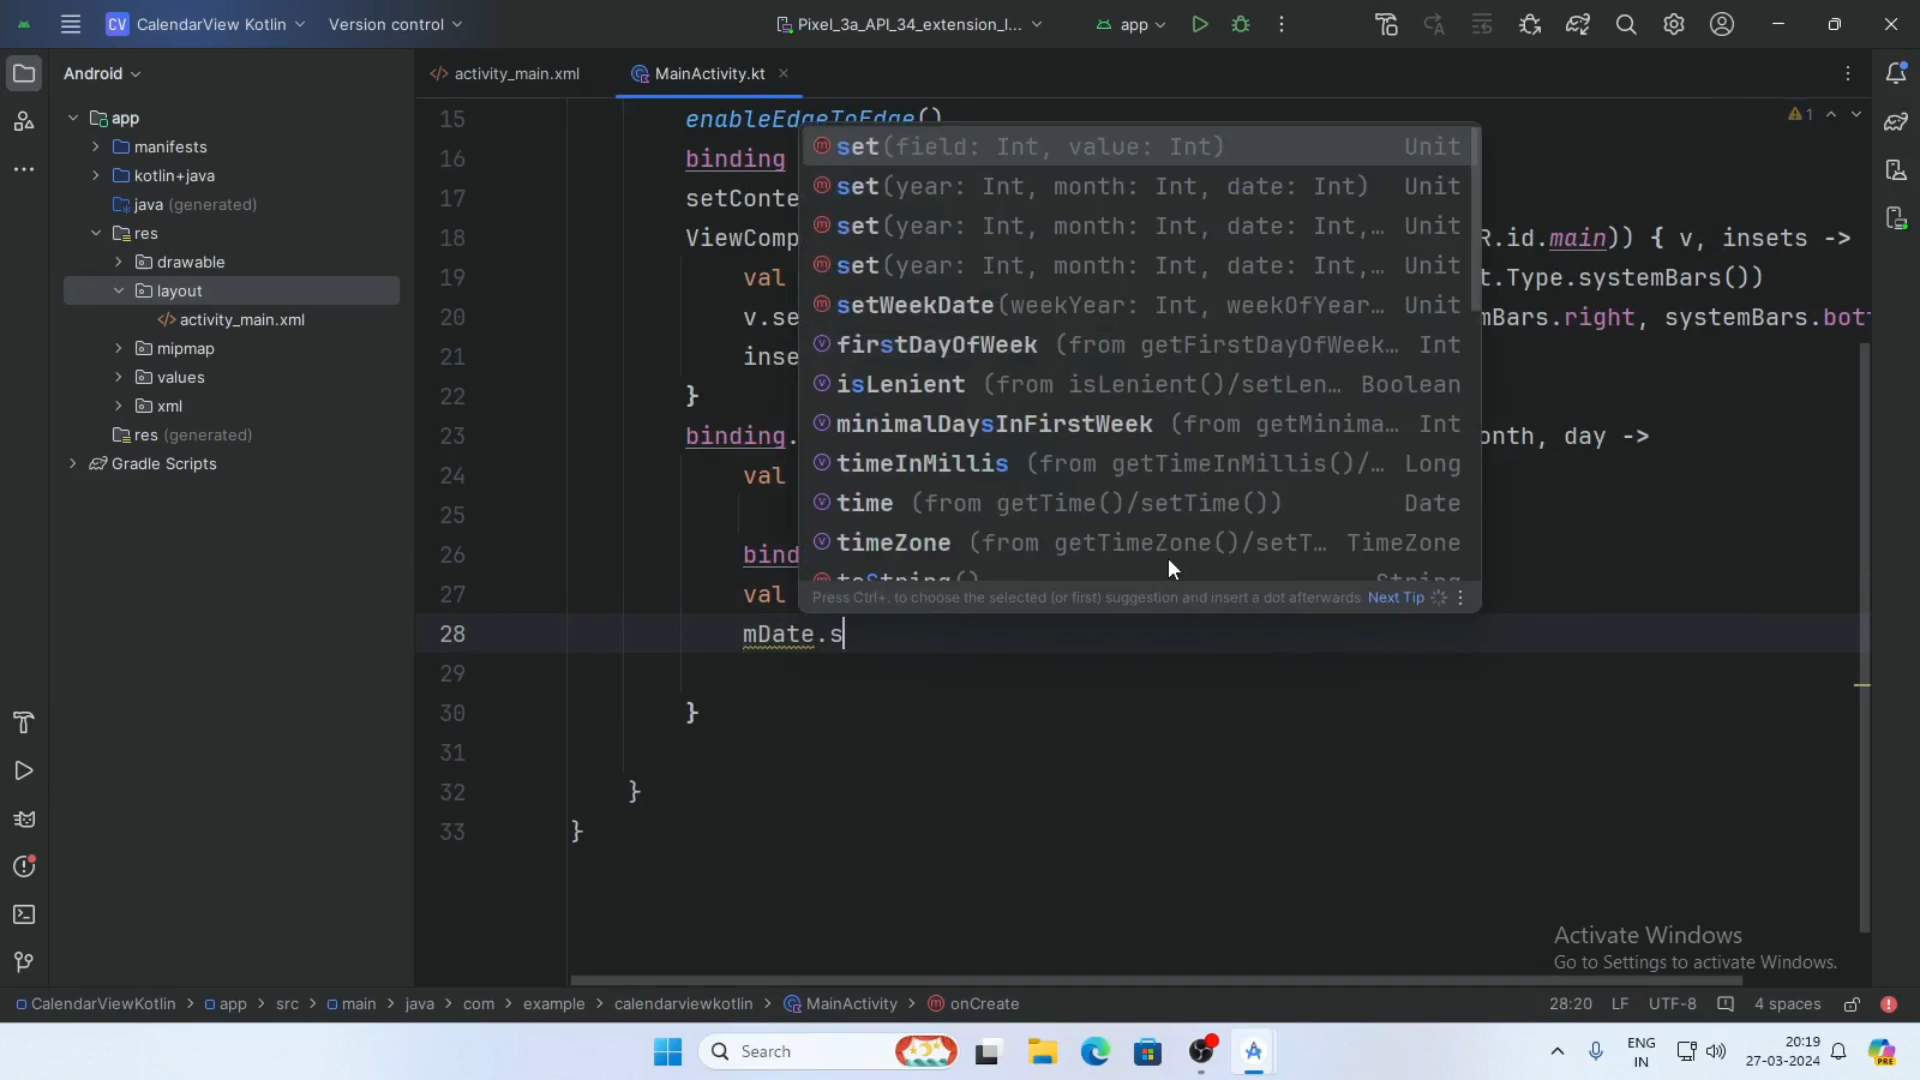 CV CalendarView Kotlin Version control Pixel_3a_API_34_extension_l... app
Android activity_main.xml MainActivity.kt
app
manifests
kotlin+java
java (generated)
res
drawable
layout
activity_main.xml
mipmap
values
xml
res (generated)
Gradle Scripts
1
15 enableEdgeToEdge()
16 binding
17 setConte
18 ViewComp R.id.main)) { v, insets ->
19 val t.Type.systemBars())
20 v.se mBars.right, systemBars.bot
21 inse
22 }
23 binding. onth, day ->
24 val
25
26 bind
27 val
28 mDate.s
29
30 }
31
32 }
33 }
set(field: Int, value: Int) Unit
set(year: Int, month: Int, date: Int) Unit
set(year: Int, month: Int, date: Int,... Unit
set(year: Int, month: Int, date: Int,... Unit
setWeekDate(weekYear: Int, weekOfYear... Unit
firstDayOfWeek (from getFirstDayOfWeek... Int
isLenient (from isLenient()/setLen... Boolean
minimalDaysInFirstWeek (from getMinima... Int
timeInMillis (from getTimeInMillis()/... Long
time (from getTime()/setTime()) Date
timeZone (from getTimeZone()/setT... TimeZone
toString() String
Press Ctrl+. to choose the selected (or first) suggestion and insert a dot afterwards Next Tip
Activate Windows
Go to Settings to activate Windows.
CalendarViewKotlin > app > src > main > java > com > example > calendarviewkotlin > MainActivity > onCreate 28:20 LF UTF-8 4 spaces
Search
ENG
IN
20:19
27-03-2024
PRE